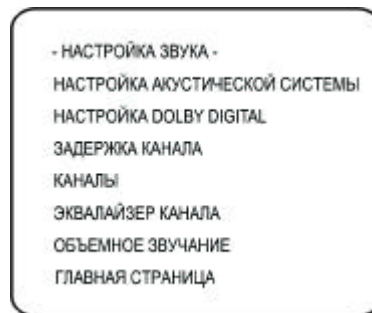 - НАСТРОЙКА ЗВУКА -
НАСТРОЙКА АКУСТИЧЕСКОЙ СИСТЕМЫ
НАСТРОЙКА DOLBY DIGITAL
ЗАДЕРЖКА КАНАЛА
КАНАЛЫ
ЭКВАЛАЙЗЕР КАНАЛА
ОБЪЕМНОЕ ЗВУЧАНИЕ
ГЛАВНАЯ СТРАНИЦА